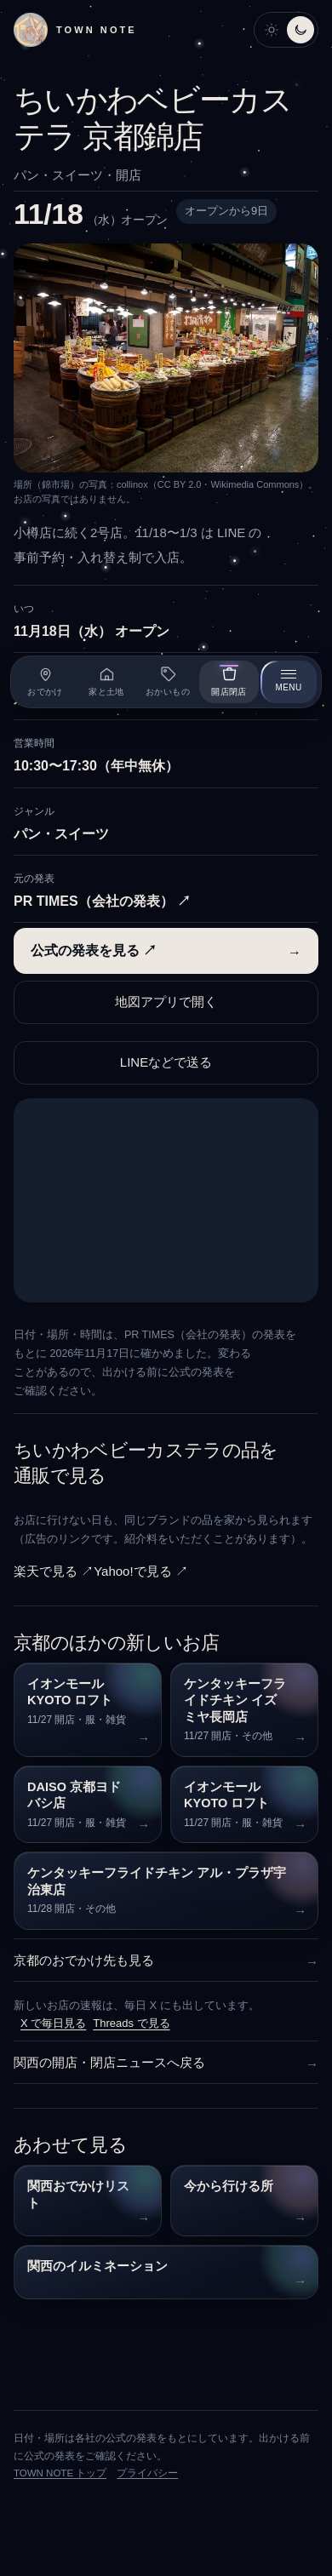 TOWN NOTE
ちいかわベビーカス
テラ 京都錦店
パン・スイーツ・開店
11/18 （水）オープン オープンから9日
場所（錦市場）の写真：collinox（CC BY 2.0・Wikimedia Commons）。
お店の写真ではありません。
小樽店に続く2号店。11/18〜1/3 は LINE の
事前予約・入れ替え制で入店。
いつ
11月18日（水） オープン
おでかけ 家と土地 おかいもの 開店閉店 MENU
営業時間
10:30〜17:30（年中無休）
ジャンル
パン・スイーツ
元の発表
PR TIMES（会社の発表） ↗
公式の発表を見る ↗ →
地図アプリで開く
LINEなどで送る
日付・場所・時間は、PR TIMES（会社の発表）の発表を
もとに 2026年11月17日に確かめました。変わる
ことがあるので、出かける前に公式の発表を
ご確認ください。
ちいかわベビーカステラの品を
通販で見る
お店に行けない日も、同じブランドの品を家から見られます
（広告のリンクです。紹介料をいただくことがあります）。
楽天で見る ↗Yahoo!で見る ↗
京都のほかの新しいお店
イオンモール
KYOTO ロフト
11/27 開店・服・雑貨
→
ケンタッキーフラ
イドチキン イズ
ミヤ長岡店
11/27 開店・その他
→
DAISO 京都ヨド
バシ店
11/27 開店・服・雑貨
→
イオンモール
KYOTO ロフト
11/27 開店・服・雑貨
→
ケンタッキーフライドチキン アル・プラザ宇
治東店
11/28 開店・その他
→
京都のおでかけ先も見る →
新しいお店の速報は、毎日 X にも出しています。
X で毎日見る Threads で見る
関西の開店・閉店ニュースへ戻る →
あわせて見る
関西おでかけリス
ト
→
今から行ける所
→
関西のイルミネーション
→
日付・場所は各社の公式の発表をもとにしています。出かける前
に公式の発表をご確認ください。
TOWN NOTE トップ プライバシー